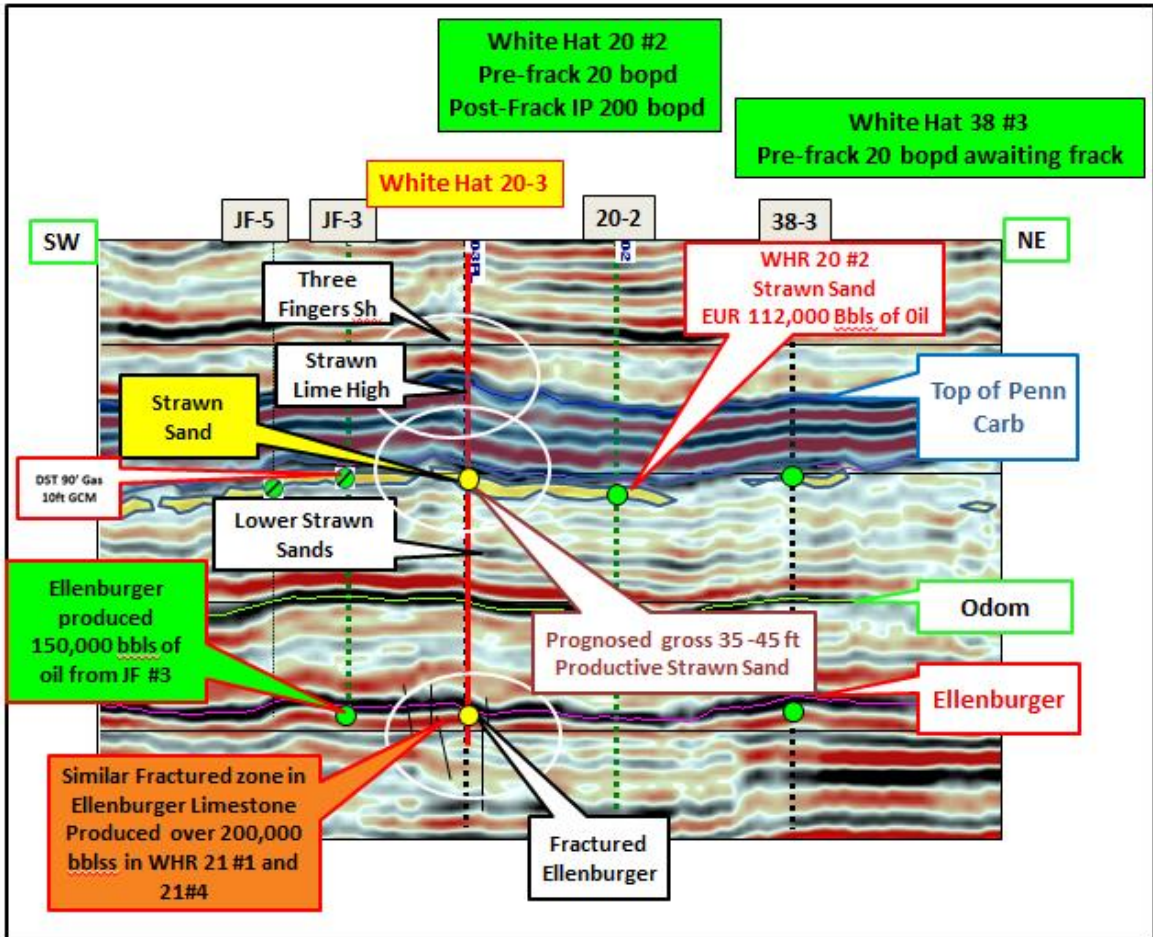 White Hat 20 #2
Pre-frack 20 bopd
Post-Frack IP 200 bopd
White Hat 38 #3
Pre-frack 20 bopd awaiting frack
White Hat 20-3
JF-5
JF-3
20-2
38-3
SW
NE
Three
Fingers Sh
WHR 20 #2
Strawn Sand
EUR 112,000 Bbls of Oil
Strawn
Lime High
Top of Penn
Carb
Strawn
Sand
DST 90' Gas
10ft GCM
Lower Strawn
Sands
Ellenburger
produced
150,000 bbls of
oil from JF #3
Odom
Prognosed gross 35 -45 ft
Productive Strawn Sand
Ellenburger
Similar Fractured zone in
Ellenburger Limestone
Produced over 200,000
bblss in WHR 21 #1 and
21#4
Fractured
Ellenburger